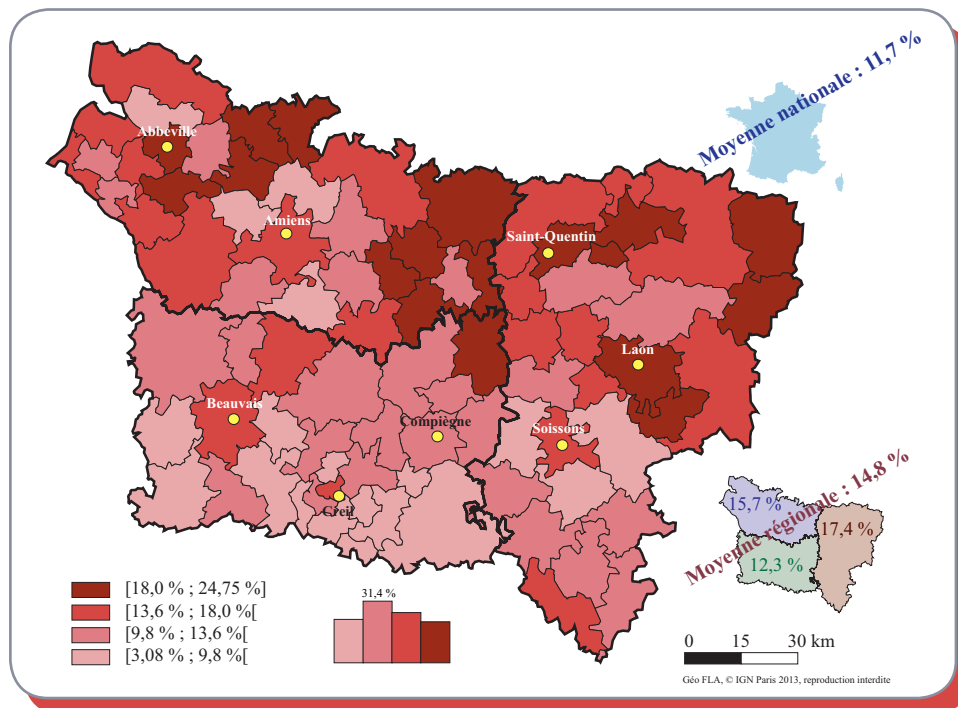 Moyenne nationale : 11,7 %
Abbeville
Amiens
Saint-Quentin
Laon
Beauvais
Compiègne
Soissons
Creil
Moyenne régionale : 14,8 %
15,7 %
17,4 %
12,3 %
[18,0 % ; 24,75 %]
[13,6 % ; 18,0 %[
[9,8 % ; 13,6 %[
[3,08 % ; 9,8 %[
31,4 %
0 15 30 km
Géo FLA, © IGN Paris 2013, reproduction interdite